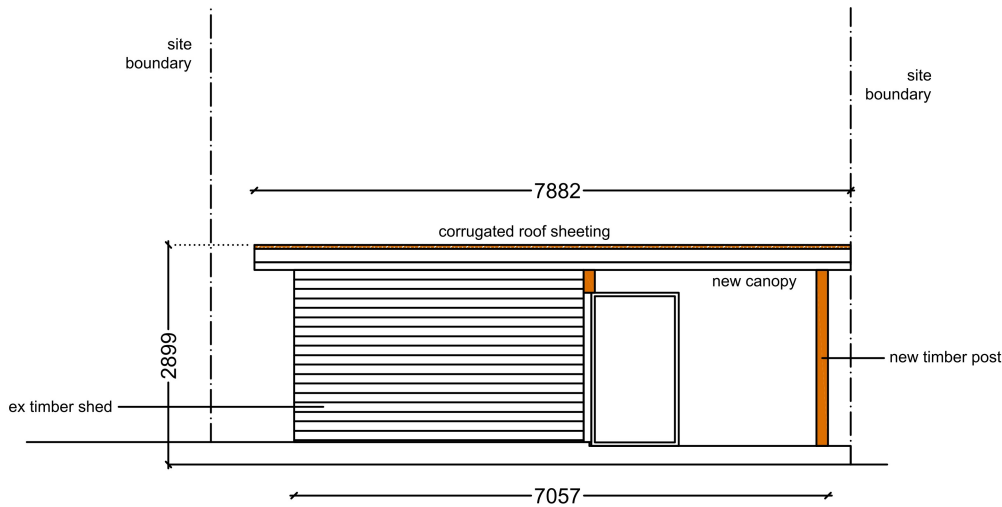 site
boundary
site
boundary
7882
corrugated roof sheeting
new canopy
2899
new timber post
ex timber shed
7057